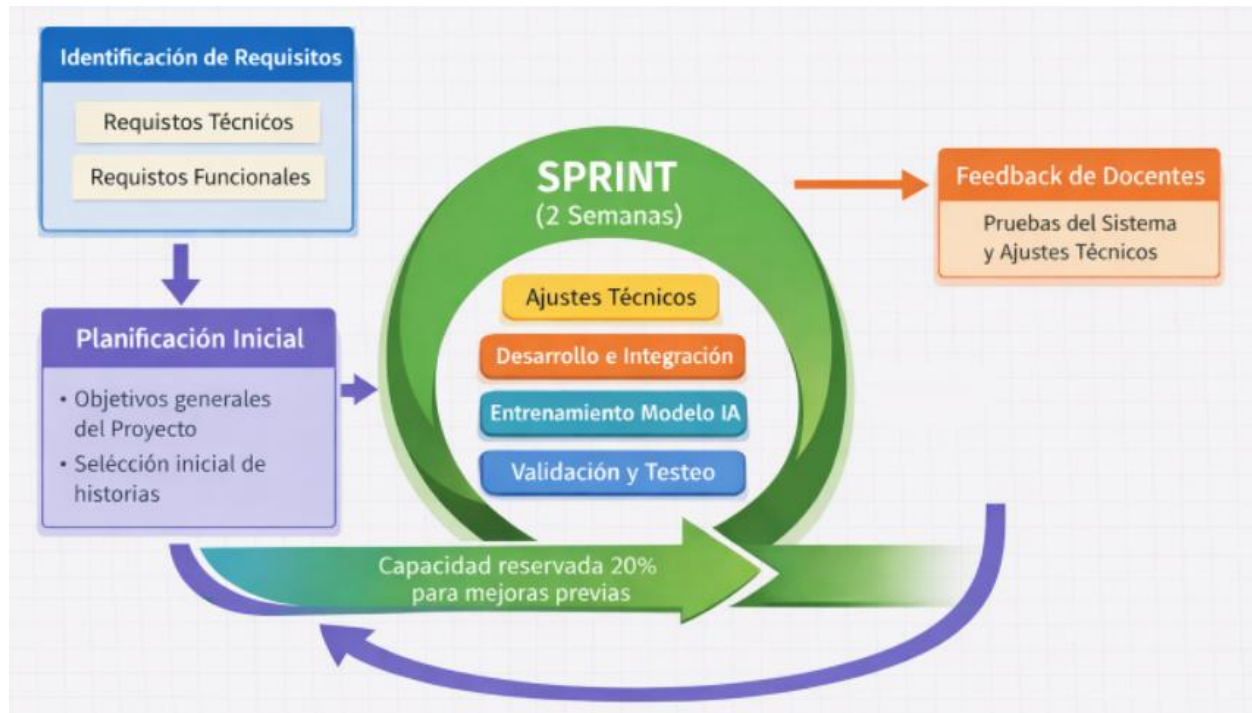 Identificación de Requisitos
Requistos Técnićos
Requistos Funcionales
Planificación Inicial
• Objetivos generales
del Proyecto
• Seléccíón inicial de
historias
SPRINT
(2 Semanas)
Ajustes Técnicos
Desarrollo e Integración
Entrenamiento Modelo IA
Validación y Testeo
Capacidad reservada 20%
para mejoras previas
Feedback de Docentes
Pruebas del Sistema
y Ajustes Técnicos